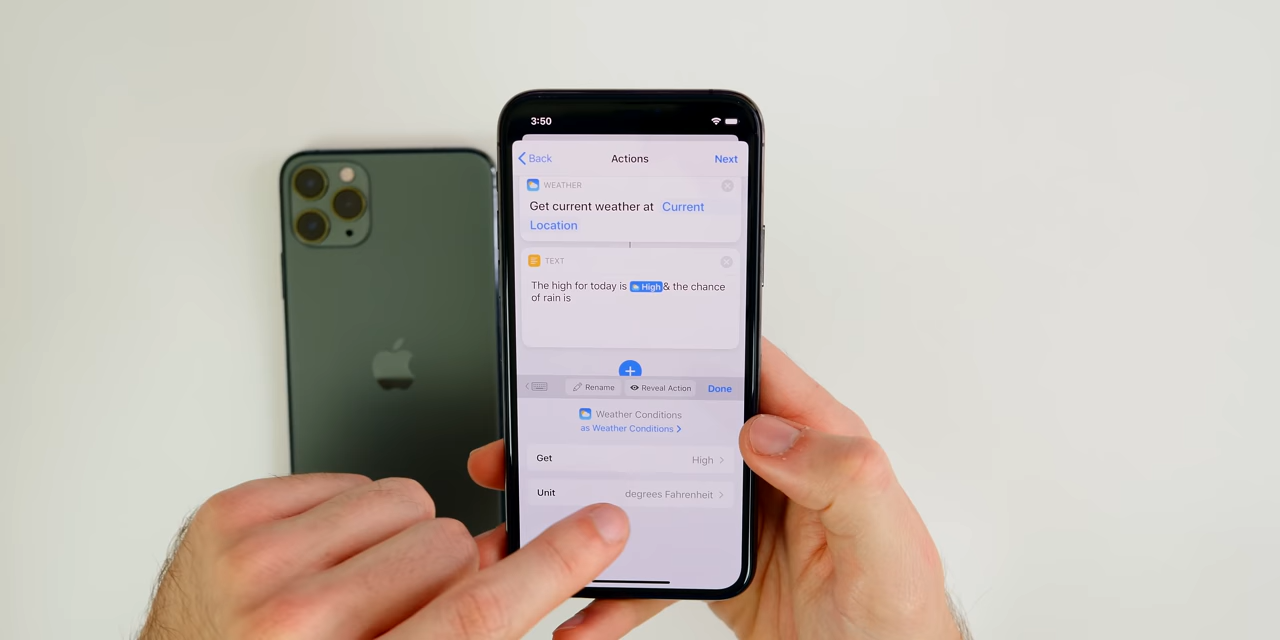 3:50
Back Actions Next
WEATHER
Get current weather at Current
Location
TEXT
The high for today is High & the chance
of rain is
Rename Reveal Action Done
Weather Conditions
as Weather Conditions
Get High
Unit degrees Fahrenheit